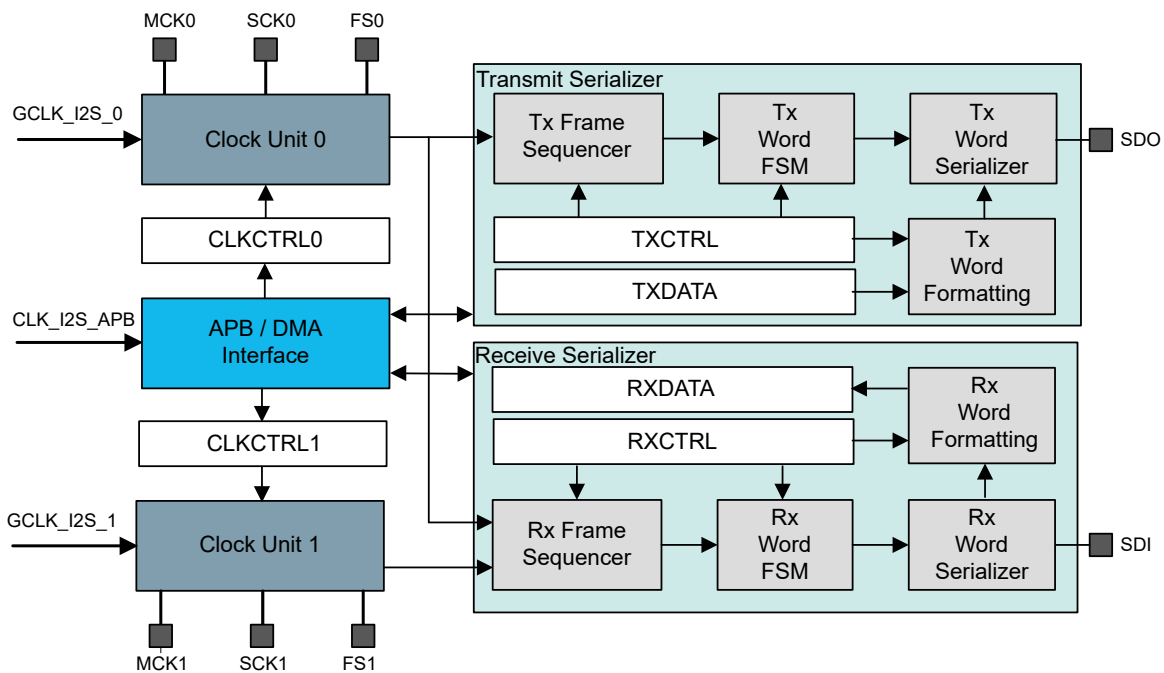 MCK0
SCK0
FS0
GCLK_I2S_0
Clock Unit 0
CLKCTRL0
CLK_I2S_APB
APB / DMA
Interface
CLKCTRL1
GCLK_I2S_1
Clock Unit 1
MCK1
SCK1
FS1
Transmit Serializer
Tx Frame
Sequencer
Tx
Word
FSM
Tx
Word
Serializer
SDO
TXCTRL
TXDATA
Tx
Word
Formatting
Receive Serializer
RXDATA
RXCTRL
Rx
Word
Formatting
Rx Frame
Sequencer
Rx
Word
FSM
Rx
Word
Serializer
SDI